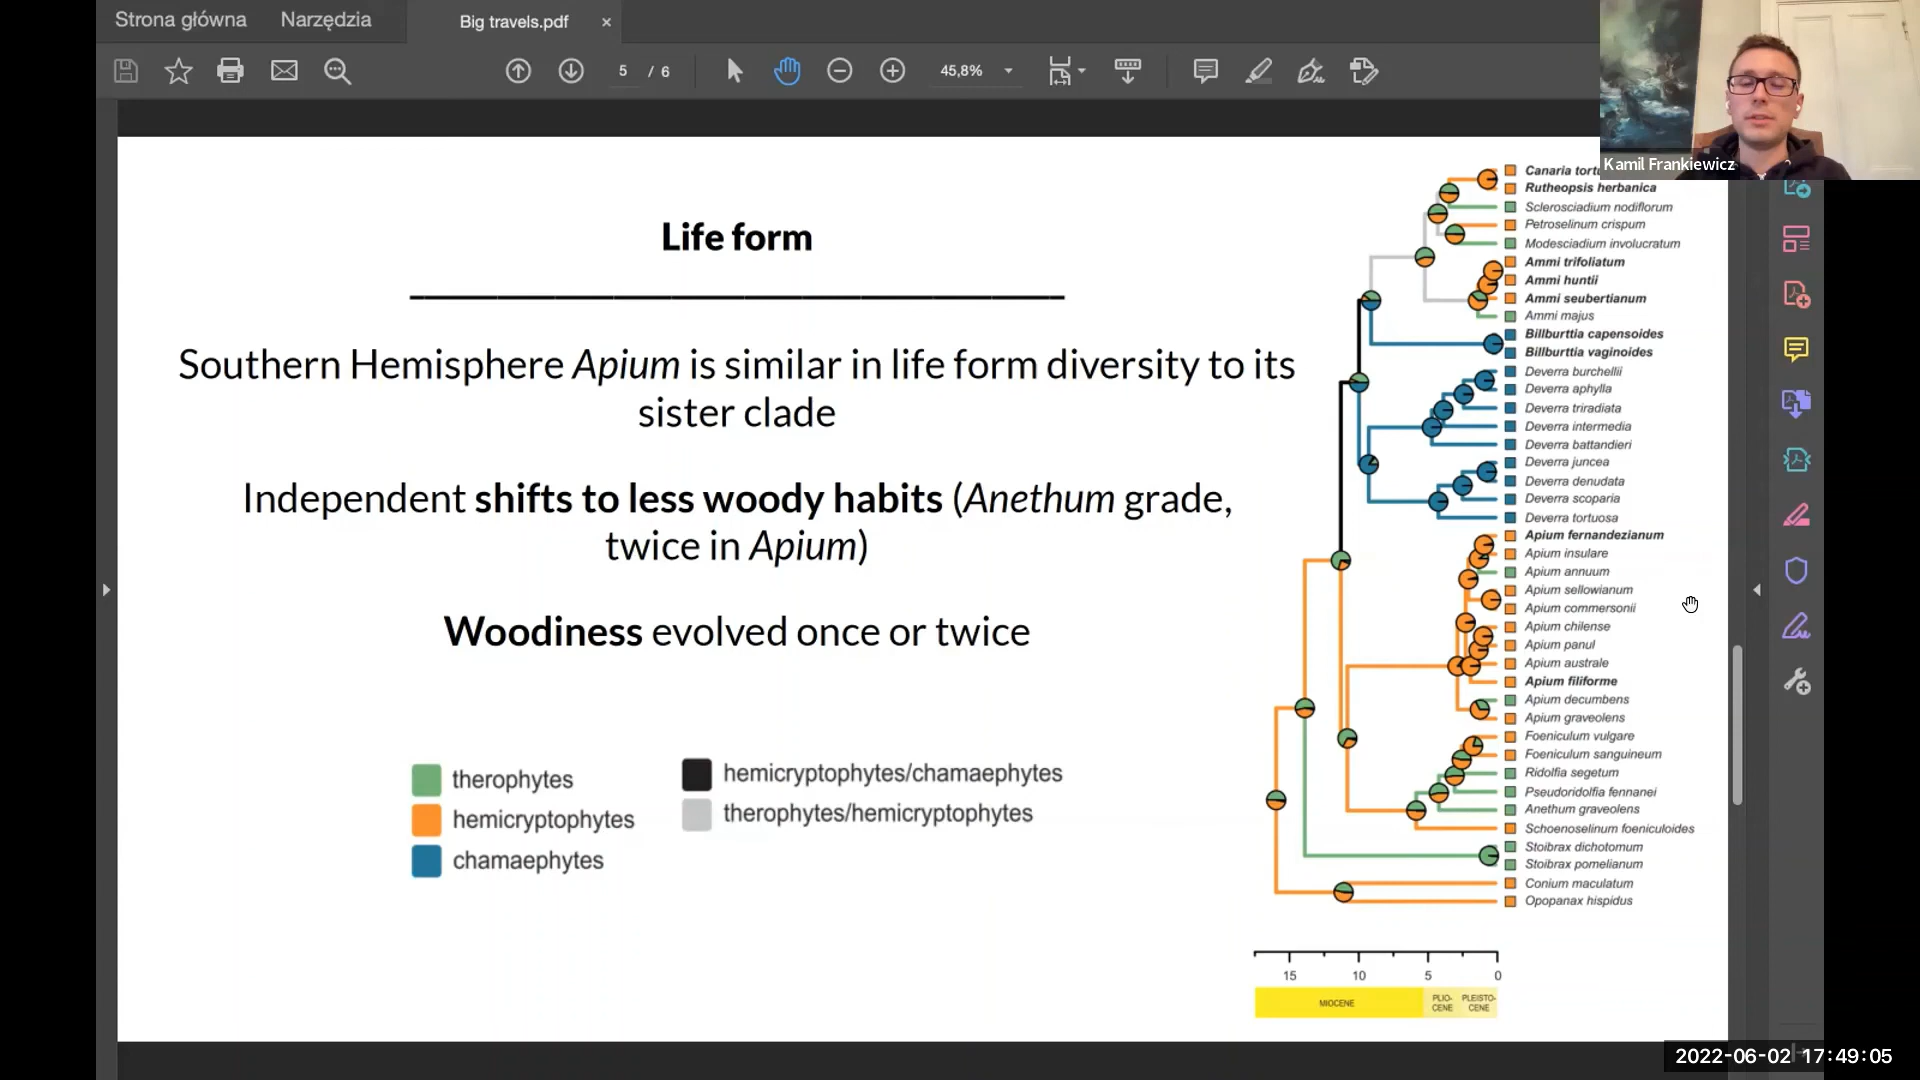 Strona główna Narzędzia Big travels.pdf ×
5 / 6 45,8%
Kamil Frankiewicz
Life form
Southern Hemisphere Apium is similar in life form diversity to its
sister clade
Independent shifts to less woody habits (Anethum grade,
twice in Apium)
Woodiness evolved once or twice
therophytes
hemicryptophytes
chamaephytes
hemicryptophytes/chamaephytes
therophytes/hemicryptophytes
Canaria
Rutheopsis herbanica
Sclerosciadium nodiflorum
Petroselinum crispum
Modesciadium involucratum
Ammi trifoliatum
Ammi huntii
Ammi seubertianum
Ammi majus
Billburttia capensoides
Billburttia vaginoides
Deverra burchellii
Deverra aphylla
Deverra triradiata
Deverra intermedia
Deverra battandieri
Deverra juncea
Deverra denudata
Deverra scoparia
Deverra tortuosa
Apium fernandezianum
Apium insulare
Apium annuum
Apium sellowianum
Apium commersonii
Apium chilense
Apium panul
Apium australe
Apium filiforme
Apium decumbens
Apium graveolens
Foeniculum vulgare
Foeniculum sanguineum
Ridolfia segetum
Pseudoridolfia fennanei
Anethum graveolens
Schoenoselinum foeniculoides
Stoibrax dichotomum
Stoibrax pomelianum
Conium maculatum
Opopanax hispidus
15 10 5 0
MIOCENE
PLIO-
CENE
PLEISTO-
CENE
2022-06-02 17:49:05